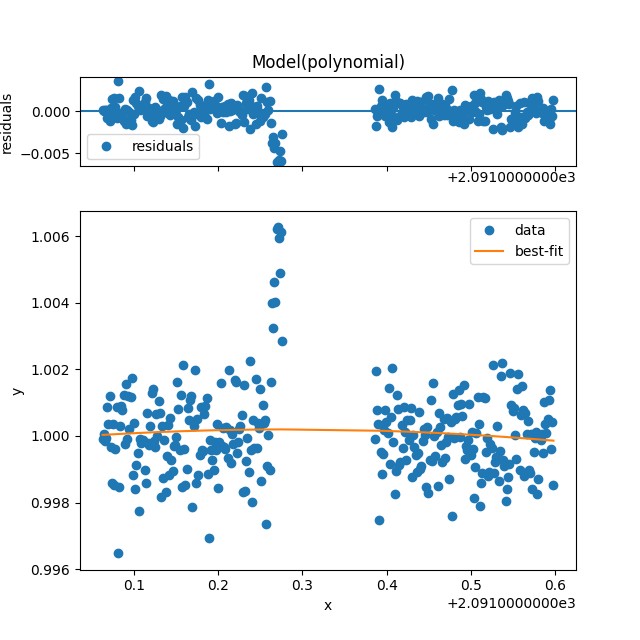 Model(polynomial)
residuals
0.000
−0.005
residuals
+2.0910000000e3
1.006
1.004
1.002
1.000
0.998
0.996
y
data
best-fit
0.1 0.2 0.3 0.4 0.5 0.6
x
+2.0910000000e3